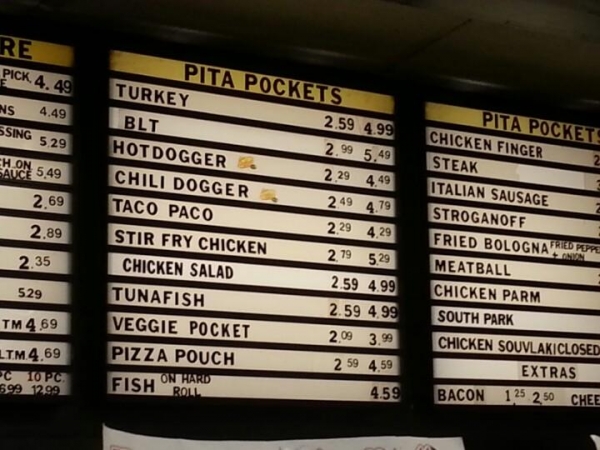 RE
PICK. 4.49
NS 4.49
SSING 5.29
SAUCE 5.49
2.69
2.89
2.35
5.29
TM 4.69
LTM 4.69
PC 10 PC.
6.99 12.99
PITA POCKETS
TURKEY 2.59 4.99
BLT 2.99 5.49
HOTDOGGER 2.29 4.49
CHILI DOGGER 2.49 4.79
TACO PACO 2.29 4.29
STIR FRY CHICKEN 2.79 5.29
CHICKEN SALAD 2.59 4.99
TUNAFISH 2.59 4.99
VEGGIE POCKET 2.09 3.99
PIZZA POUCH 2.59 4.59
FISH ON HARD ROLL 4.59
PITA POCKETS
CHICKEN FINGER 2
STEAK
ITALIAN SAUSAGE
STROGANOFF
FRIED BOLOGNA FRIED PEPPE + ONION
MEATBALL
CHICKEN PARM
SOUTH PARK
CHICKEN SOUVLAKI CLOSED
EXTRAS
BACON 1.25 2.50 CHEE